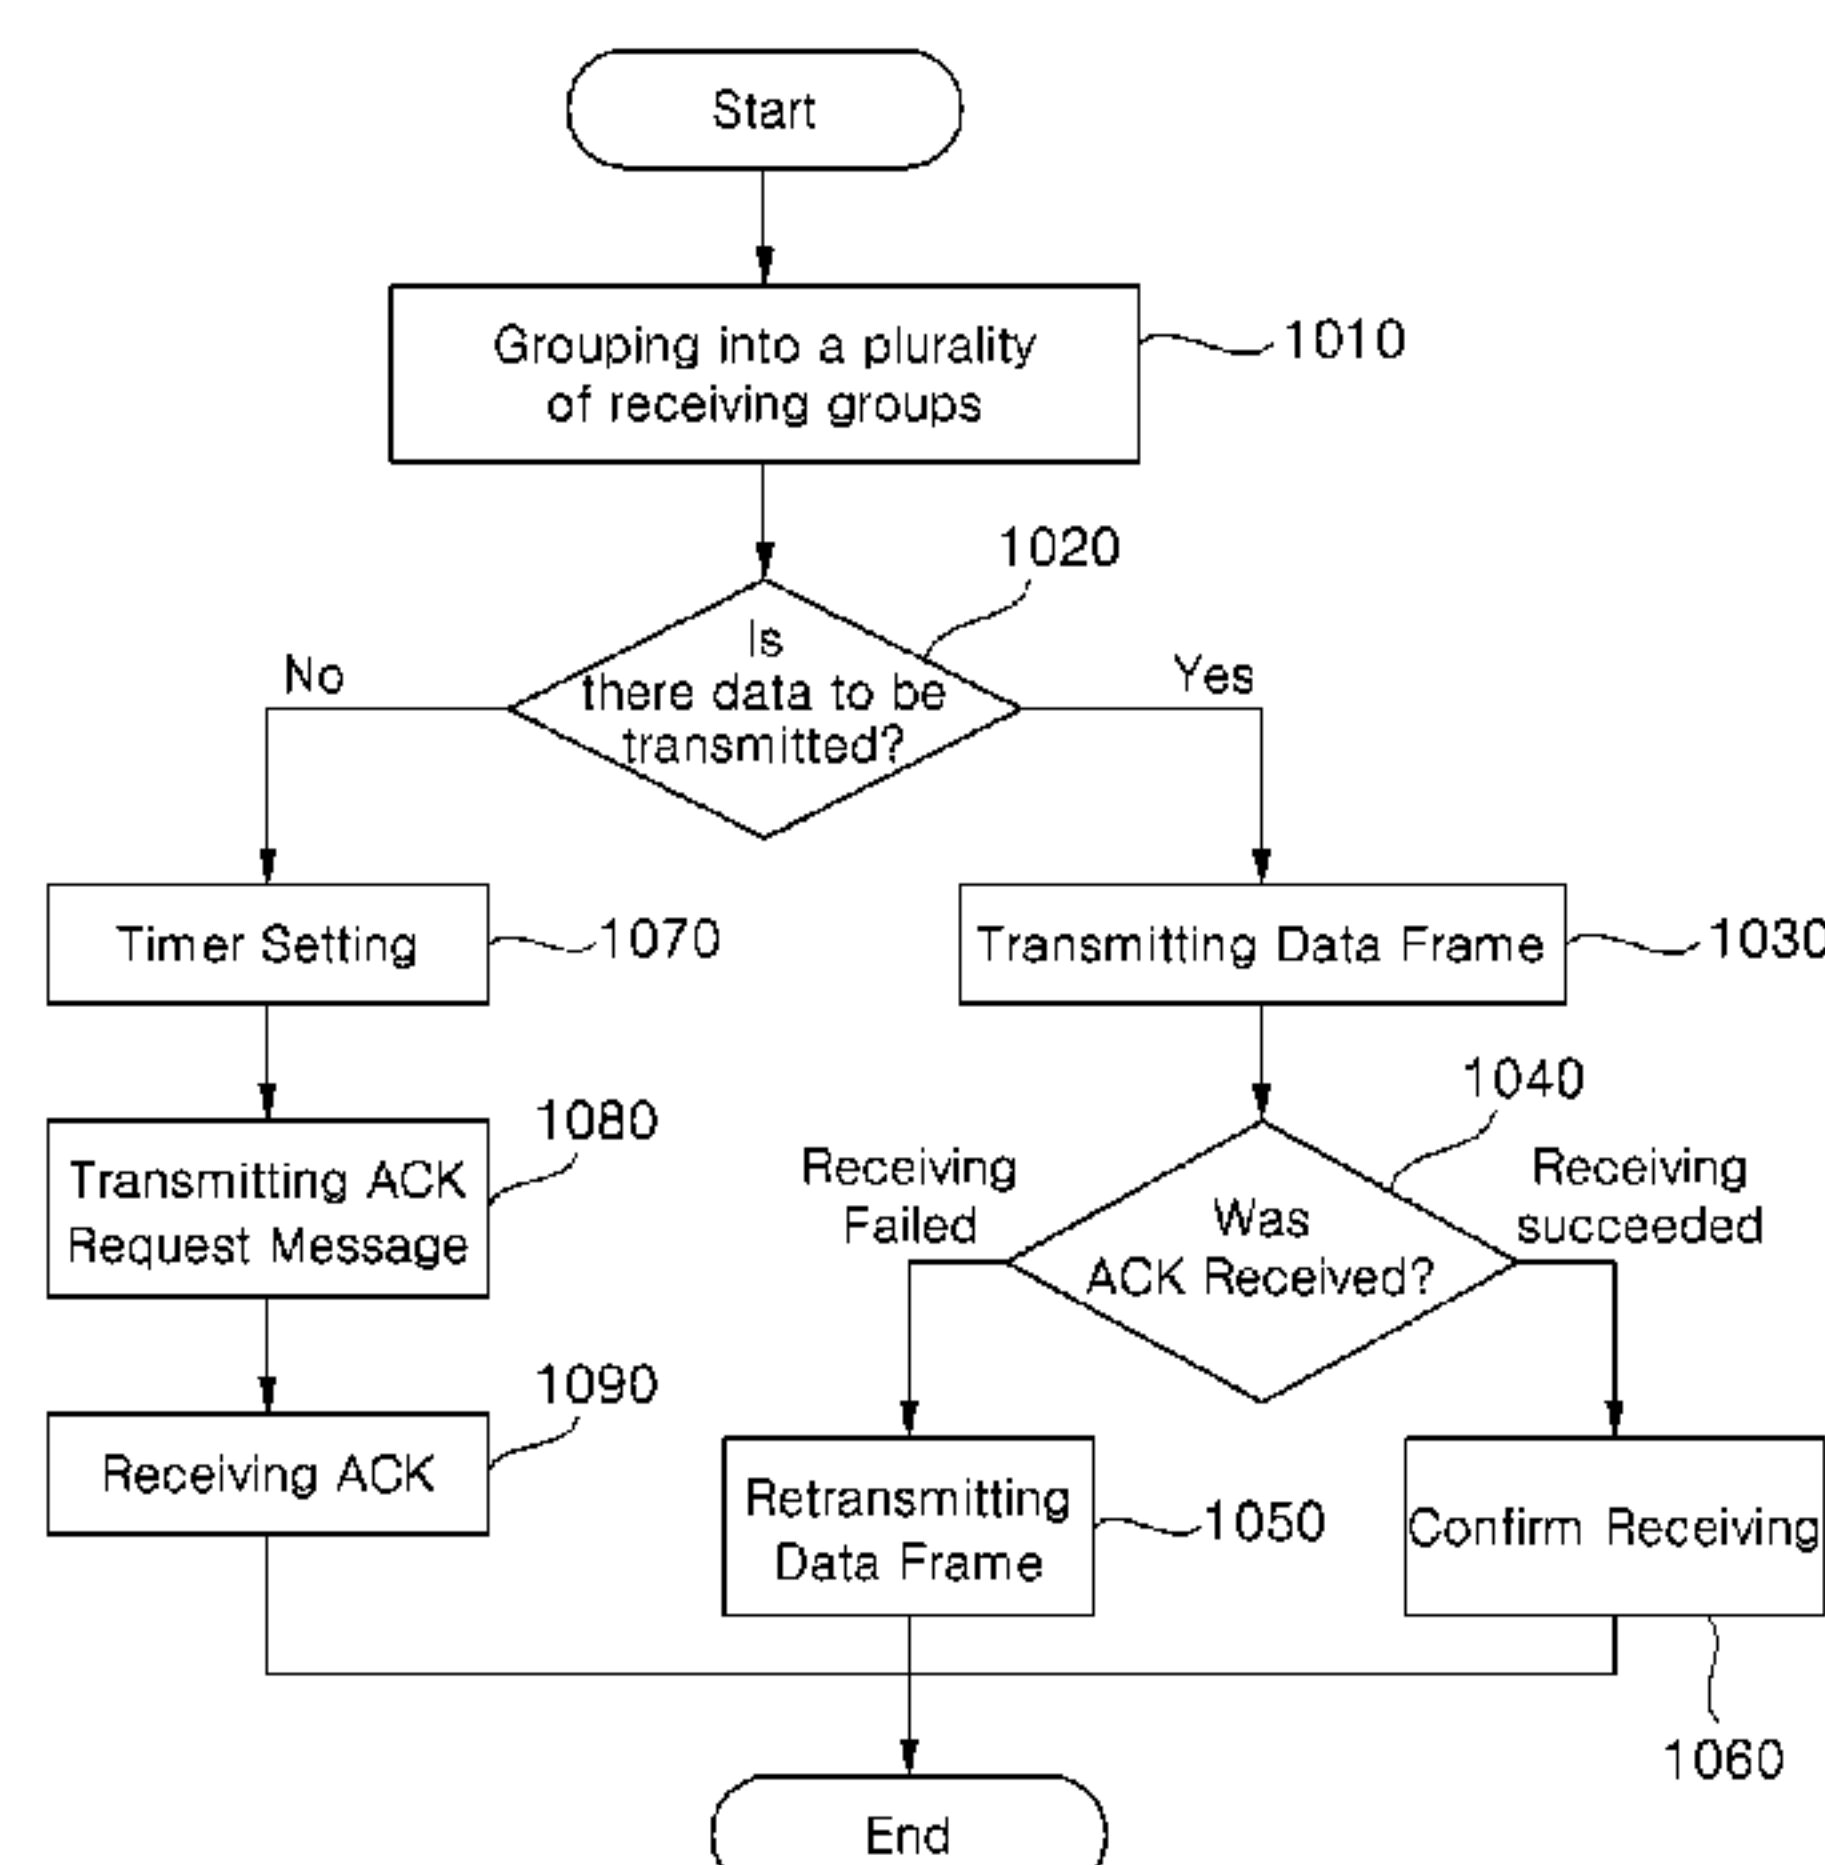 Start
Grouping into a plurality
of receiving groups
1010
1020
Is
there data to be
transmitted?
No
Yes
Timer Setting
1070
Transmitting Data Frame
1030
1040
1080
Transmitting ACK
Request Message
Receiving
Failed
Was
ACK Received?
Receiving
succeeded
1090
Receiving ACK
Retransmitting
Data Frame
1050
Confirm Receiving
1060
End